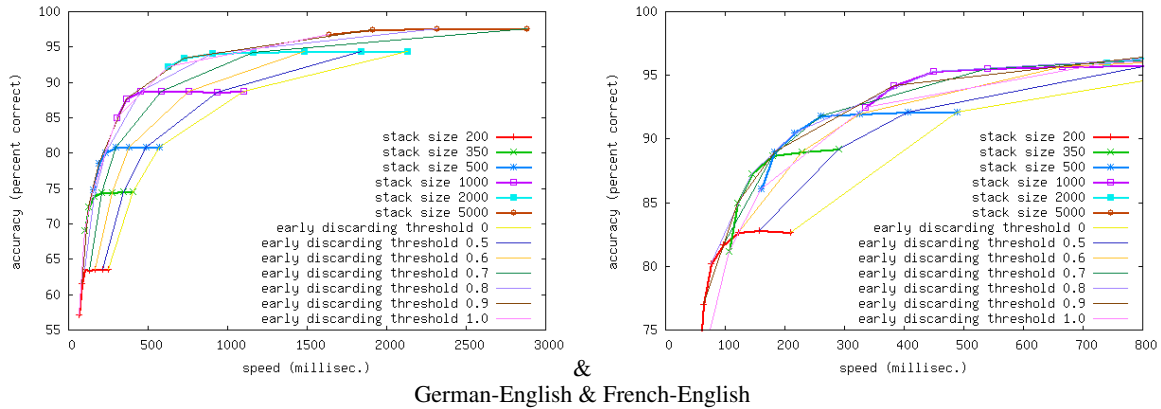 100
95
90
85
80
75
70
65
60
55
accuracy (percent correct)
0 500 1000 1500 2000 2500 3000
speed (millisec.)
stack size 200
stack size 350
stack size 500
stack size 1000
stack size 2000
stack size 5000
early discarding threshold 0
early discarding threshold 0.5
early discarding threshold 0.6
early discarding threshold 0.7
early discarding threshold 0.8
early discarding threshold 0.9
early discarding threshold 1.0
&
100
95
90
85
80
75
accuracy (percent correct)
0 100 200 300 400 500 600 700 800
speed (millisec.)
stack size 200
stack size 350
stack size 500
stack size 1000
stack size 5000
early discarding threshold 0
early discarding threshold 0.5
early discarding threshold 0.6
early discarding threshold 0.7
early discarding threshold 0.8
early discarding threshold 0.9
early discarding threshold 1.0
German-English & French-English